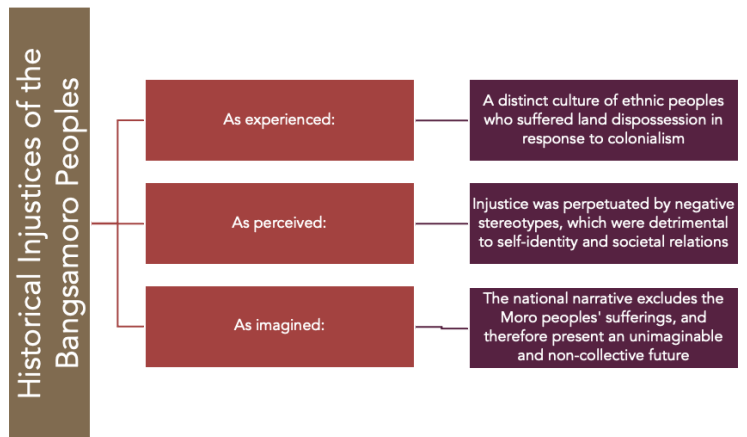 Historical Injustices of the
Bangsamoro Peoples
As experienced:
A distinct culture of ethnic peoples
who suffered land dispossession in
response to colonialism
As perceived:
Injustice was perpetuated by negative
stereotypes, which were detrimental
to self-identity and societal relations
As imagined:
The national narrative excludes the
Moro peoples' sufferings, and
therefore present an unimaginable
and non-collective future